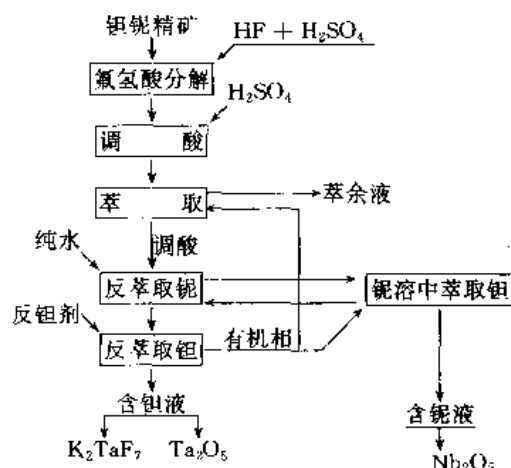 钽铌精矿
HF + H₂SO₄
氟氢酸分解
H₂SO₄
调 酸
萃 取
萃余液
纯水
调酸
反萃取铌
铌溶中萃取钽
反钽剂
反萃取钽
有机相
含钽液
含铌液
K₂TaF₇
Ta₂O₅
Nb₂O₅